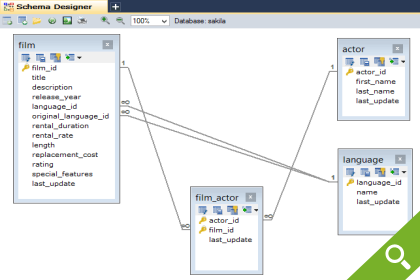 Schema Designer
100%
Database: sakila
film
film_id
title
description
release_year
language_id
original_language_id
rental_duration
rental_rate
length
replacement_cost
rating
special_features
last_update
1
∞
∞
∞
film_actor
actor_id
film_id
last_update
∞
1
actor
actor_id
first_name
last_name
last_update
1
language
language_id
name
last_update